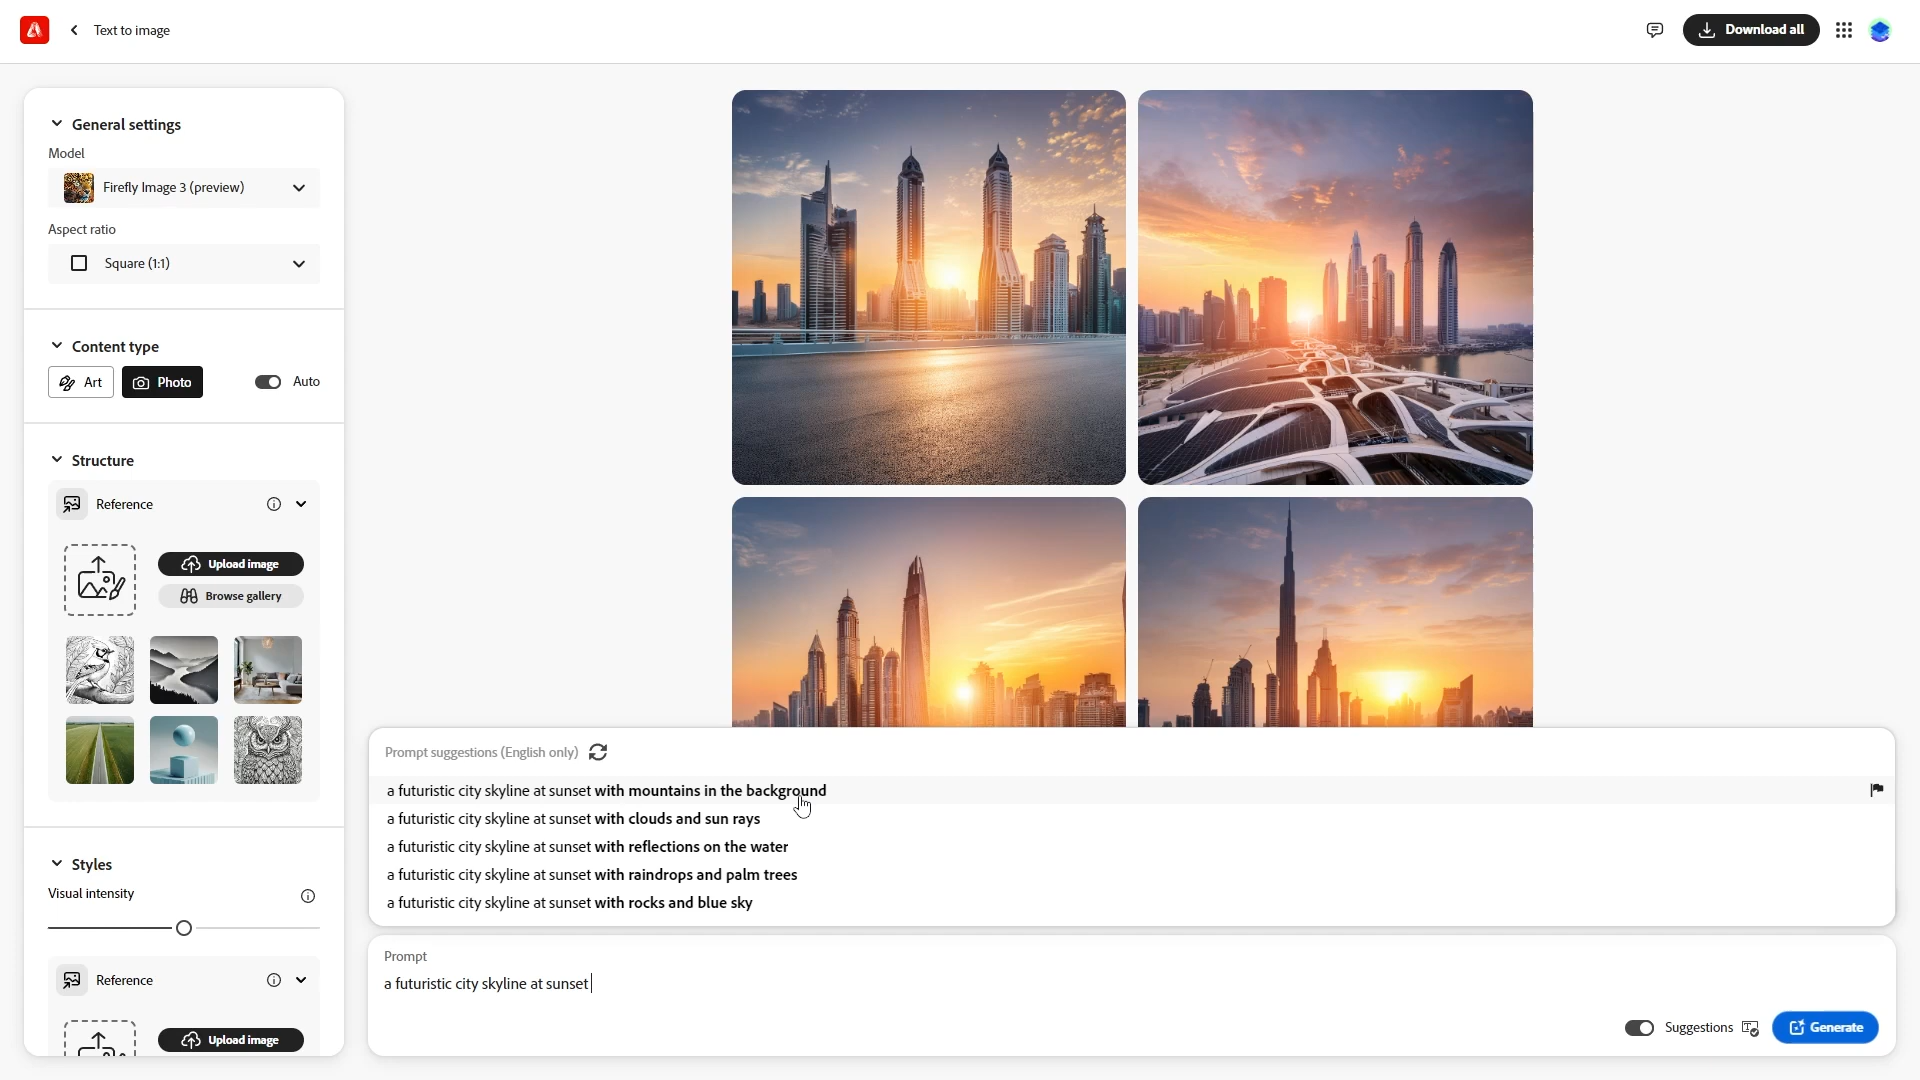 Text to image
Download all
General settings
Model
Firefly Image 3 (preview)
Aspect ratio
Square (1:1)
Content type
Art
Photo
Auto
Structure
Reference
Upload image
Browse gallery
Styles
Visual intensity
Reference
Upload image
Prompt suggestions (English only)
a futuristic city skyline at sunset with mountains in the background
a futuristic city skyline at sunset with clouds and sun rays
a futuristic city skyline at sunset with reflections on the water
a futuristic city skyline at sunset with raindrops and palm trees
a futuristic city skyline at sunset with rocks and blue sky
Prompt
a futuristic city skyline at sunset
Suggestions
Generate